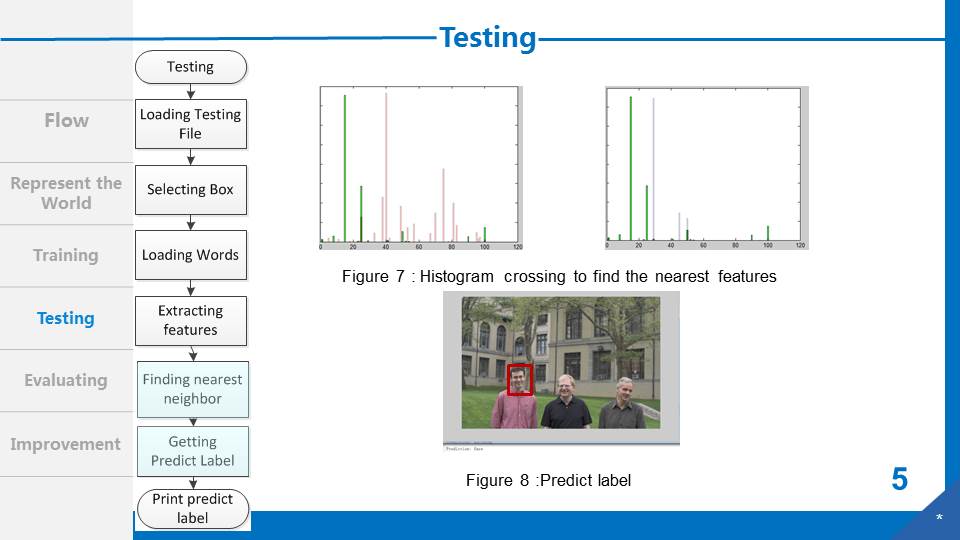 Testing
Flow
Represent the
World
Training
Testing
Evaluating
Improvement
Testing
Loading Testing
File
Selecting Box
Loading Words
Extracting
features
Finding nearest
neighbor
Getting
Predict Label
Print predict
label
0 20 40 60 80 100 120
0 20 40 60 80 100 120
Figure 7 : Histogram crossing to find the nearest features
Prediction: face
Figure 8 :Predict label
5
*